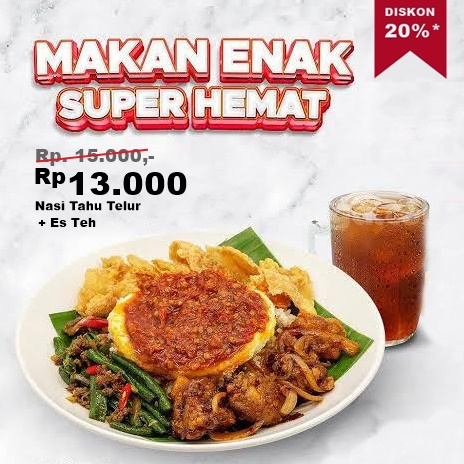 DISKON
20%*
MAKAN ENAK
SUPER HEMAT
Rp. 15.000,-
Rp13.000
Nasi Tahu Telur
+ Es Teh